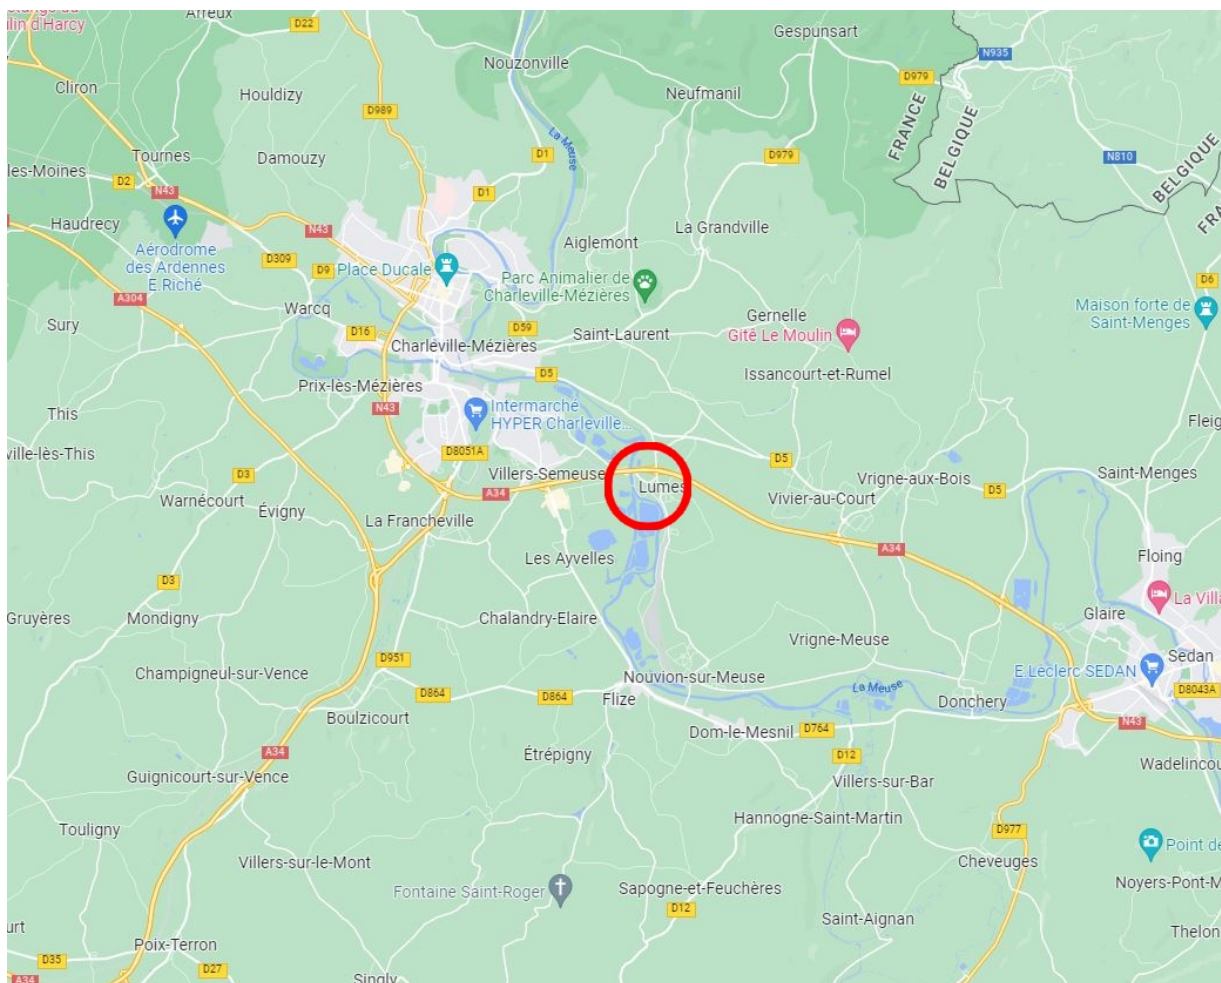 ulin d'Harcy
Arreux
D22
Gespunsart
N935
Nouzonville
D979
Cliron
Houldizy
Neufmanil
D989
FRANCE
BELGIQUE
La Meuse
Tournes
Damouzy
D1
D979
N810
BELGIQUE
les-Moines
D2
N43
D1
Haudrecy
N43
La Grandville
Aiglemont
Aérodrome
des Ardennes
E.Riché
D309
D9
Place Ducale
Parc Animalier de
Charleville-Mézières
D6
A304
Warcq
Maison forte de
Saint-Menges
Sury
D16
D59
Saint-Laurent
Gernelle
Gîté Le Moulin
Charleville-Mézières
D5
Issancourt-et-Rumel
Prix-lès-Mézières
This
N43
Intermarché
HYPER Charleville...
Fleig
ville-lès-This
D8051A
D5
D3
Villers-Semeuse
Lumes
Vrigne-aux-Bois
Saint-Menges
Warnécourt
Évigny
A34
Vivier-au-Court
D5
La Francheville
A34
Les Ayvelles
Floing
D3
La Villa
Gruyères
Mondigny
Chalandry-Elaire
Glaire
Vrigne-Meuse
D951
Sedan
Champigneul-sur-Vence
Nouvion-sur-Meuse
E.Leclerc SEDAN
D864
D864
Flize
La Meuse
D8043A
Boulzicourt
Donchery
N43
A34
Dom-le-Mesnil
D764
Étrépigny
D12
Wadelincou
Guignicourt-sur-Vence
Villers-sur-Bar
Hannogne-Saint-Martin
Touligny
D977
Point de
Villers-sur-le-Mont
Cheveuges
Fontaine Saint-Roger
Sapogne-et-Feuchères
Noyers-Pont-M
D12
Saint-Aignan
urt
Thelon
Poix-Terron
D35
D27
Singly
A34